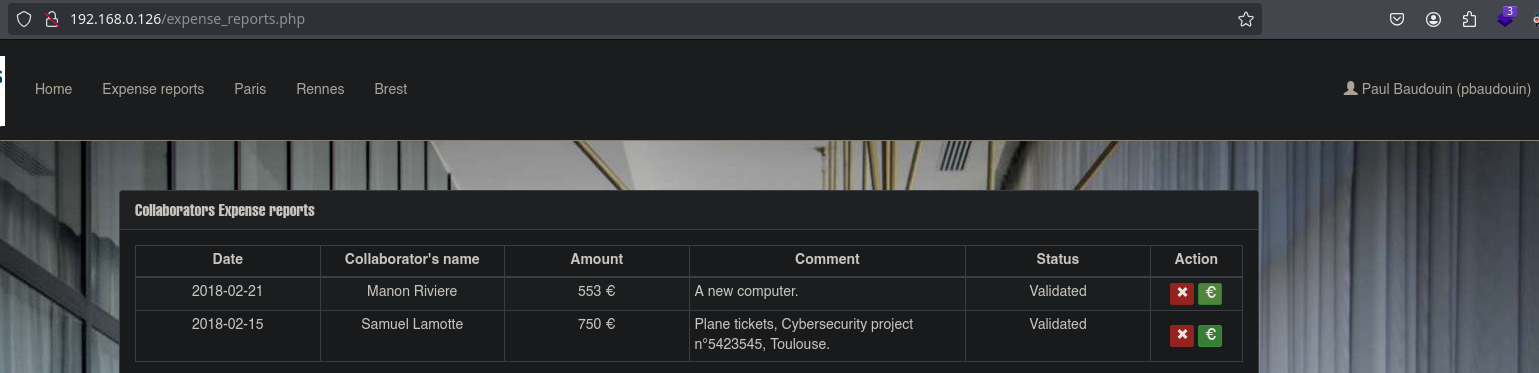 192.168.0.126/expense_reports.php
3
Home Expense reports Paris Rennes Brest Paul Baudouin (pbaudouin)
Collaborators Expense reports
Date Collaborator's name Amount Comment Status Action
2018-02-21 Manon Riviere 553 € A new computer. Validated ✖ €
2018-02-15 Samuel Lamotte 750 € Plane tickets, Cybersecurity project Validated ✖ €
n°5423545, Toulouse.